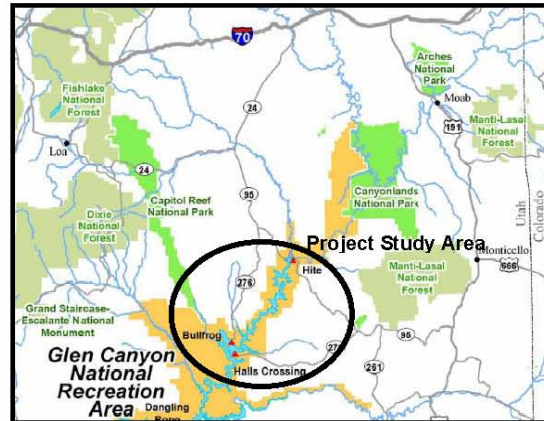 70
Arches
National
Park
Fishlake
National
Forest
24
Moab
191
Manti-Lasal
National
Forest
Loa
24
95
Canyonlands
National Park
Utah
Colorado
Capitol Reef
National Park
Dixie
National
Forest
Project Study Area
Monticello
Hite
666
276
Manti-Lasal
National
Forest
Grand Staircase-
Escalante National
Monument
Bullfrog
95
Glen Canyon
National
Recreation
Area
Halls Crossing
261
Dangling